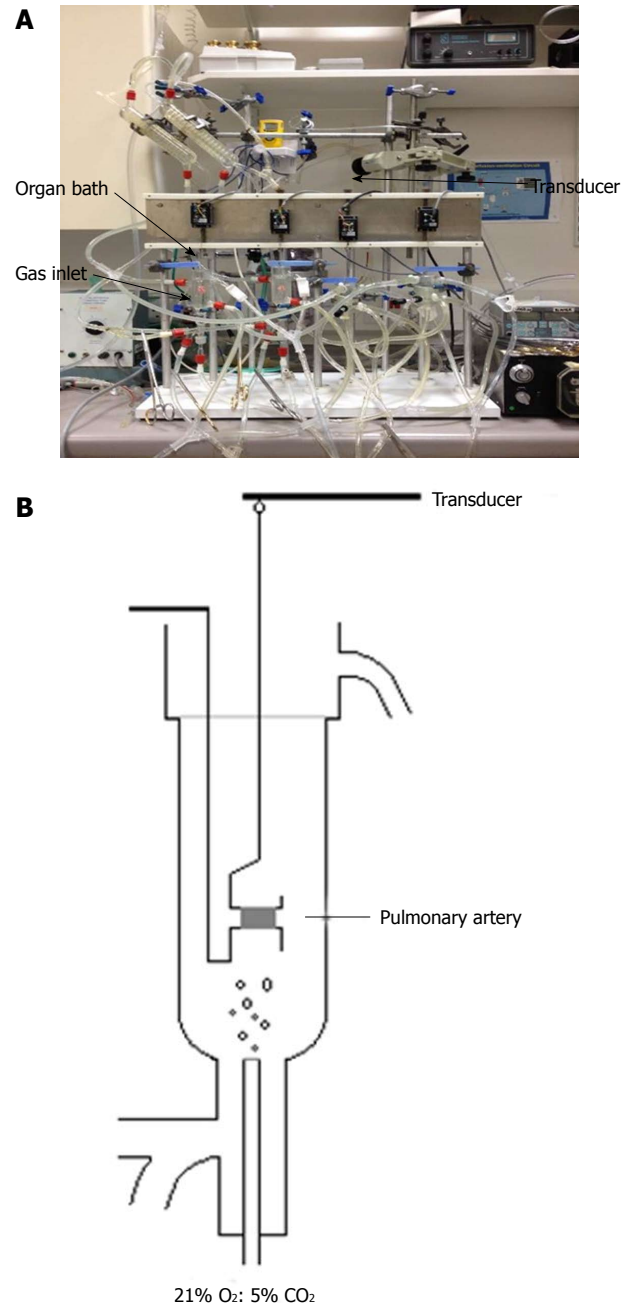 A
Organ bath
Transducer
Gas inlet
B
Transducer
Pulmonary artery
21% O₂: 5% CO₂